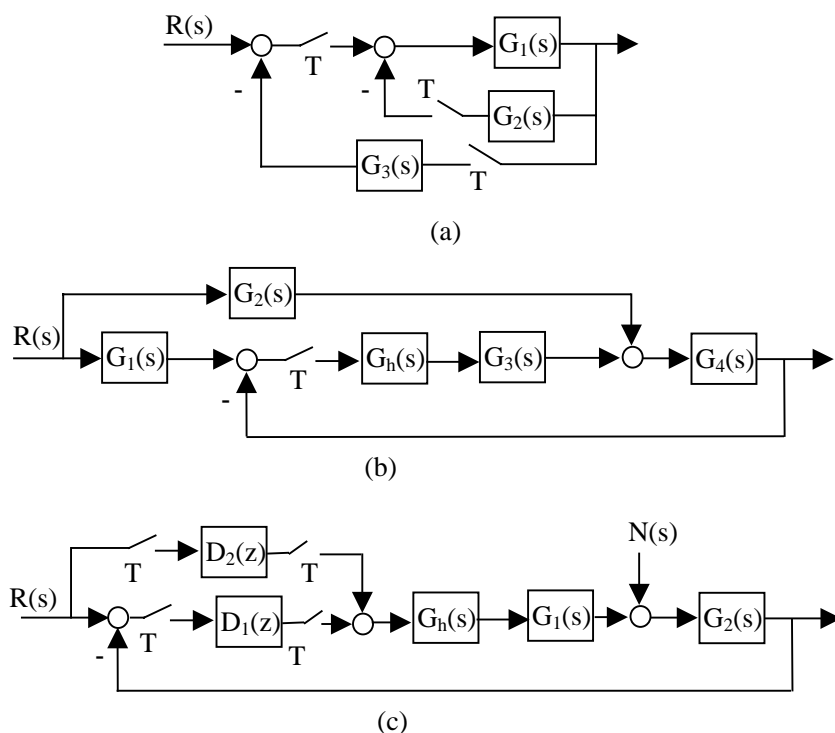 R(s) T G₁(s)
- - T G₂(s)
G₃(s) T
(a)
G₂(s)
R(s) G₁(s) T Gₕ(s) G₃(s) G₄(s)
-
(b)
T D₂(z) T N(s)
R(s) T D₁(z) T Gₕ(s) G₁(s) G₂(s)
-
(c)